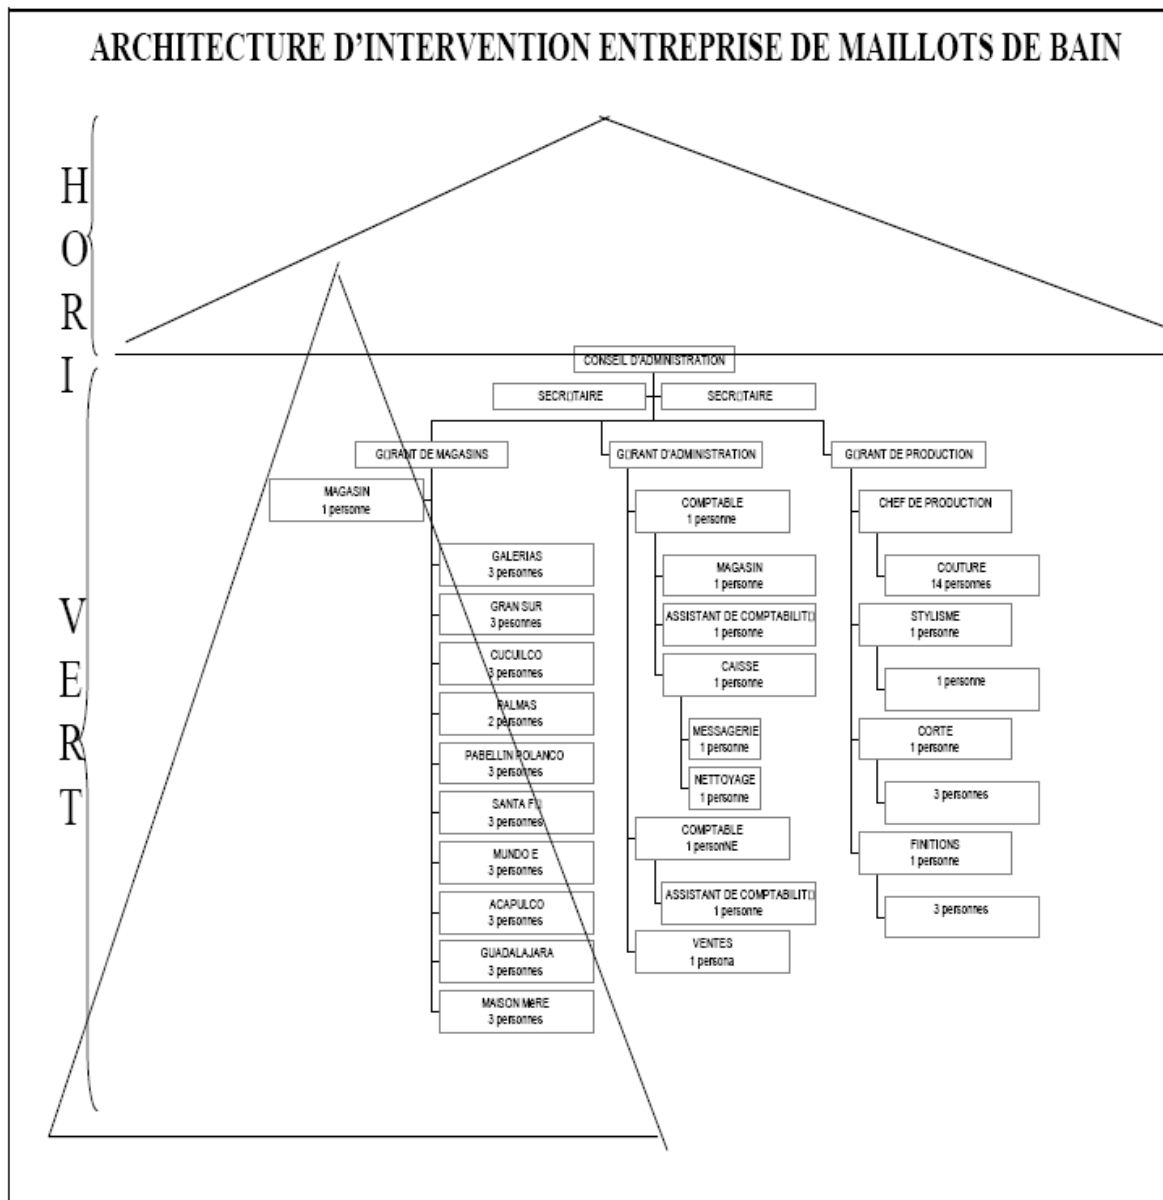 ARCHITECTURE D’INTERVENTION ENTREPRISE DE MAILLOTS DE BAIN
H
O
R
I
V
E
R
T
CONSEIL D'ADMINISTRATION
SECR▯TAIRE
SECR▯TAIRE
G▯RANT DE MAGASINS
MAGASIN
1 personne
GALERIAS
3 personnes
GRAN SUR
3 pesonnes
CUCUILCO
3 personnes
PALMAS
2 personnes
PABELLIN POLANCO
3 personnes
SANTA F▯
3 personnes
MUNDO E
3 personnes
ACAPULCO
3 personnes
GUADALAJARA
3 personnes
MAISON MèRE
3 personnes
G▯RANT D'ADMINISTRATION
COMPTABLE
1 personne
MAGASIN
1 personne
ASSISTANT DE COMPTABILIT▯
1 personne
CAISSE
1 personne
MESSAGERIE
1 personne
NETTOYAGE
1 personne
COMPTABLE
1 personNE
ASSISTANT DE COMPTABILIT▯
1 personne
VENTES
1 persona
G▯RANT DE PRODUCTION
CHEF DE PRODUCTION
COUTURE
14 personnes
STYLISME
1 personne
1 personne
CORTE
1 personne
3 personnes
FINITIONS
1 personne
3 personnes